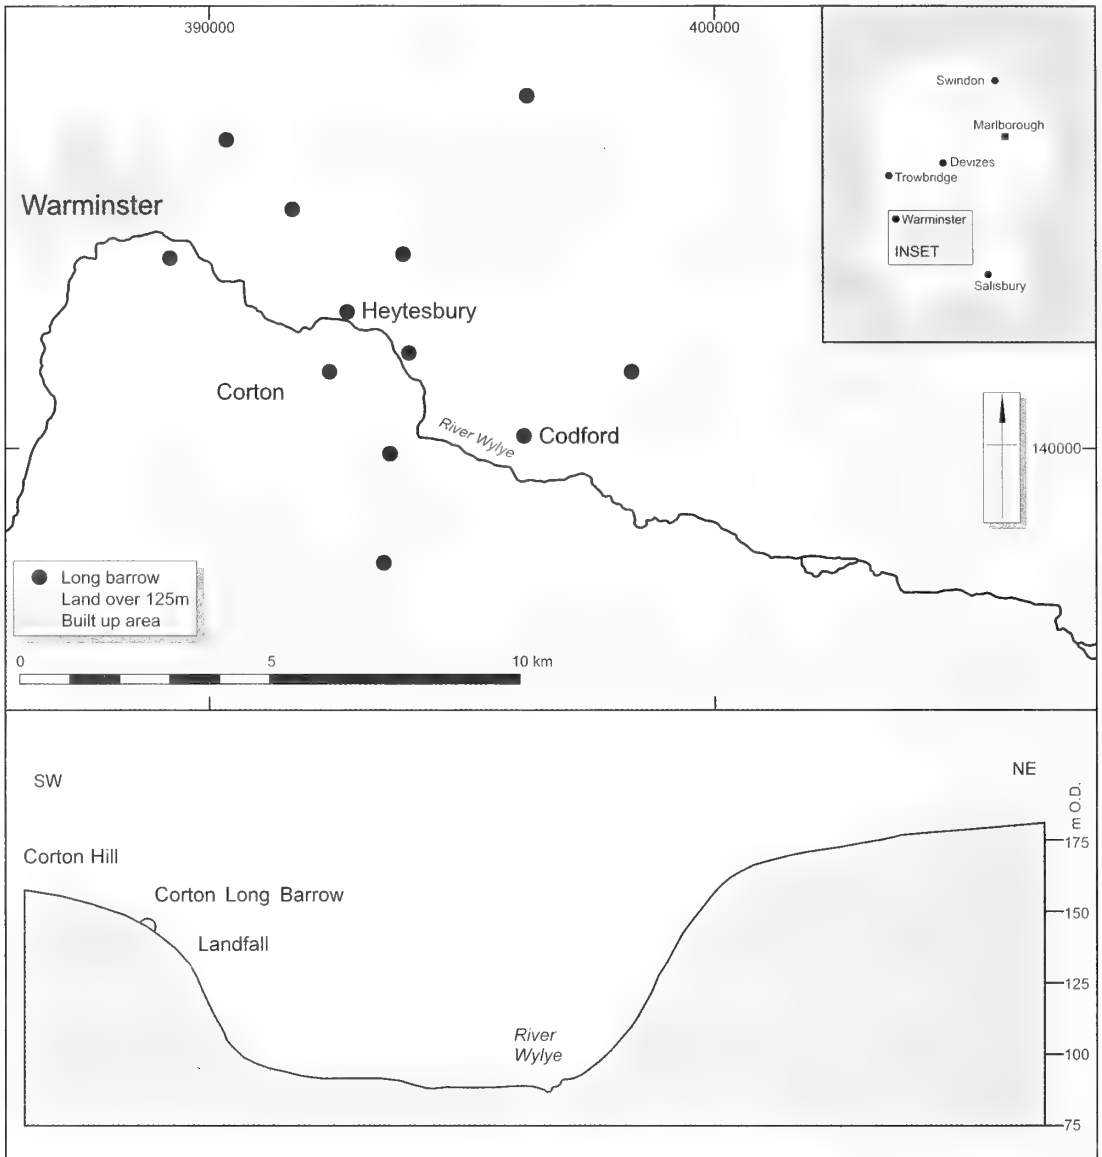 390000
400000
Swindon
Marlborough
Devizes
Trowbridge
Warminster
INSET
Salisbury
Warminster
Heytesbury
Corton
River Wylye
Codford
140000
Long barrow
Land over 125m
Built up area
0 5 10 km
SW
NE
m O.D.
175
150
125
100
75
Corton Hill
Corton Long Barrow
Landfall
River
Wylye